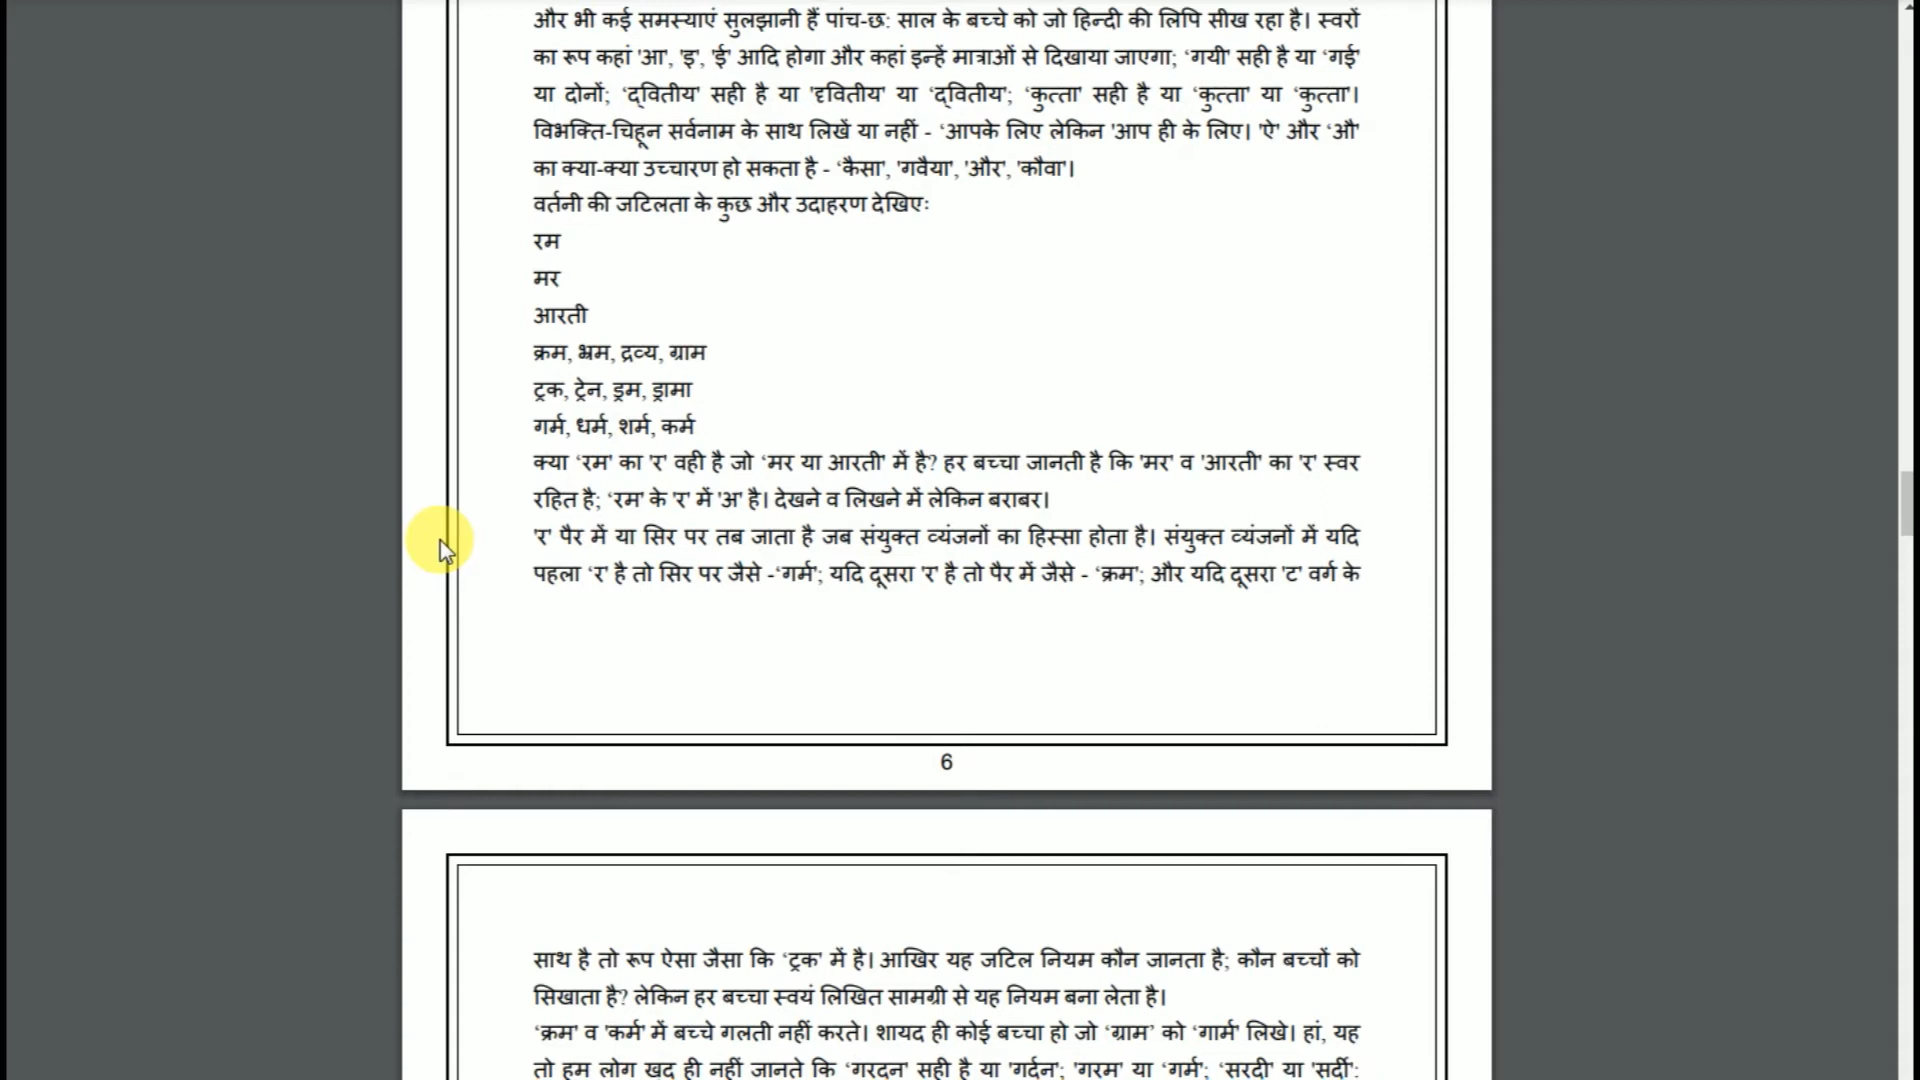 और भी कई समस्याएं सुलझानी हैं पांच-छ: साल के बच्चे को जो हिन्दी की लिपि सीख रहा है। स्वरों
का रूप कहां 'आ', 'इ', 'ई' आदि होगा और कहां इन्हें मात्राओं से दिखाया जाएगा; ‘गयी' सही है या ‘गई'
या दोनों; ‘द्वितीय' सही है या 'दृवितीय' या ‘द्वितीय'; ‘कुत्ता' सही है या ‘कुत्ता' या ‘कुत्ता'।
विभक्ति-चिहून सर्वनाम के साथ लिखें या नहीं - ‘आपके लिए लेकिन 'आप ही के लिए। 'ऐ' और ‘औ'
का क्या-क्या उच्चारण हो सकता है - ‘कैसा', 'गवैया', 'और', 'कौवा'।
वर्तनी की जटिलता के कुछ और उदाहरण देखिएः
रम
मर
आरती
क्रम, भ्रम, द्रव्य, ग्राम
ट्रक, ट्रेन, ड्रम, ड्रामा
गर्म, धर्म, शर्म, कर्म
क्या ‘रम' का 'र' वही है जो ‘मर या आरती' में है? हर बच्चा जानती है कि 'मर' व 'आरती' का 'र' स्वर
रहित है; ‘रम' के 'र' में 'अ' है। देखने व लिखने में लेकिन बराबर।
'र' पैर में या सिर पर तब जाता है जब संयुक्त व्यंजनों का हिस्सा होता है। संयुक्त व्यंजनों में यदि
पहला ‘र' है तो सिर पर जैसे -‘गर्म'; यदि दूसरा 'र' है तो पैर में जैसे - ‘क्रम'; और यदि दूसरा 'ट' वर्ग के
6
साथ है तो रूप ऐसा जैसा कि ‘ट्रक' में है। आखिर यह जटिल नियम कौन जानता है; कौन बच्चों को
सिखाता है? लेकिन हर बच्चा स्वयं लिखित सामग्री से यह नियम बना लेता है।
‘क्रम' व 'कर्म' में बच्चे गलती नहीं करते। शायद ही कोई बच्चा हो जो ‘ग्राम’ को ‘गार्म' लिखे। हां, यह
तो हम लोग खुद ही नहीं जानते कि ‘गरदन' सही है या 'गर्दन'; 'गरम' या ‘गर्म'; ‘सरदी' या 'सर्दी':